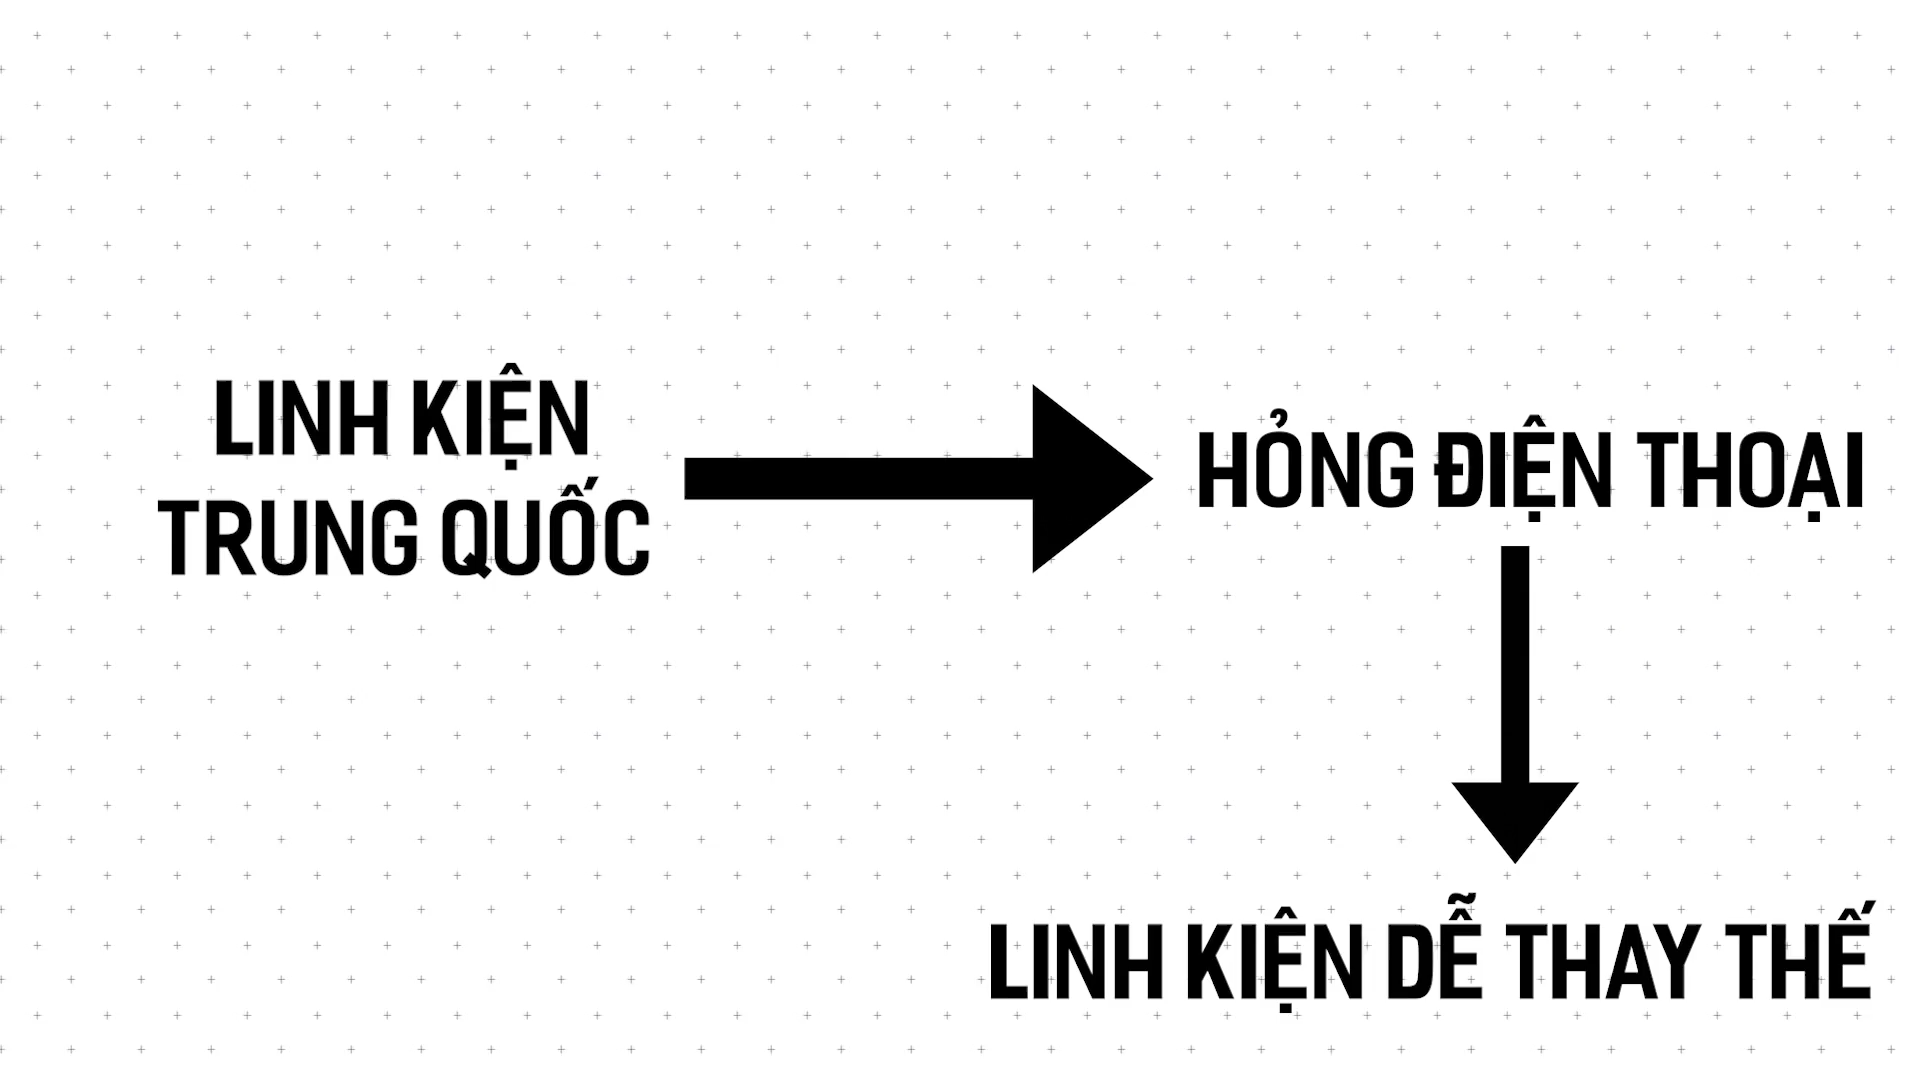 LINH KIỆN
TRUNG QUỐC
HỎNG ĐIỆN THOẠI
LINH KIỆN DỄ THAY THẾ